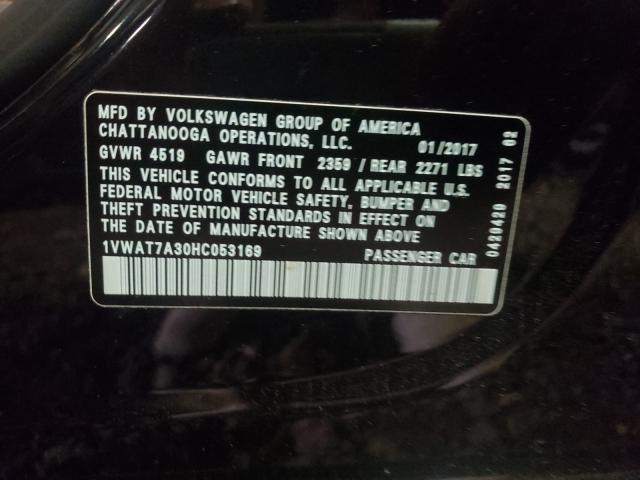 MFD BY VOLKSWAGEN GROUP OF AMERICA
CHATTANOOGA OPERATIONS, LLC. 01/2017
GVWR 4519 GAWR FRONT 2359 / REAR 2271 LBS
THIS VEHICLE CONFORMS TO ALL APPLICABLE U.S.
FEDERAL MOTOR VEHICLE SAFETY, BUMPER AND
THEFT PREVENTION STANDARDS IN EFFECT ON
THE DATE OF MANUFACTURE SHOWN ABOVE
1VWAT7A30HC053169 PASSENGER CAR
0420420 2017 02